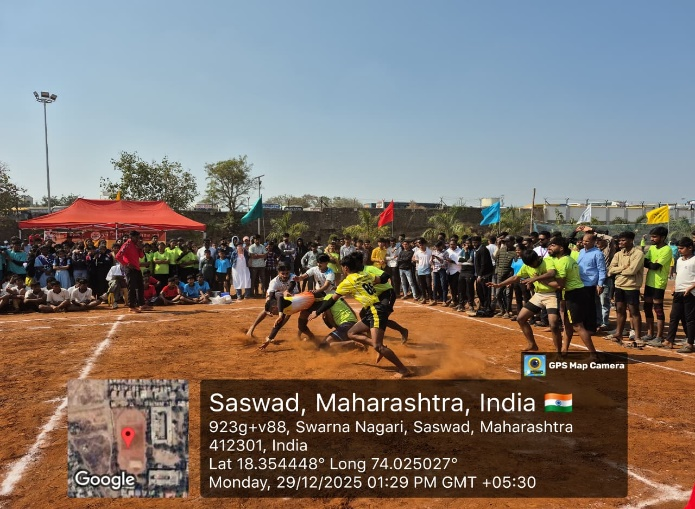 GPS Map Camera
Saswad, Maharashtra, India
923g+v88, Swarna Nagari, Saswad, Maharashtra
412301, India
Lat 18.354448° Long 74.025027°
Monday, 29/12/2025 01:29 PM GMT +05:30
Google